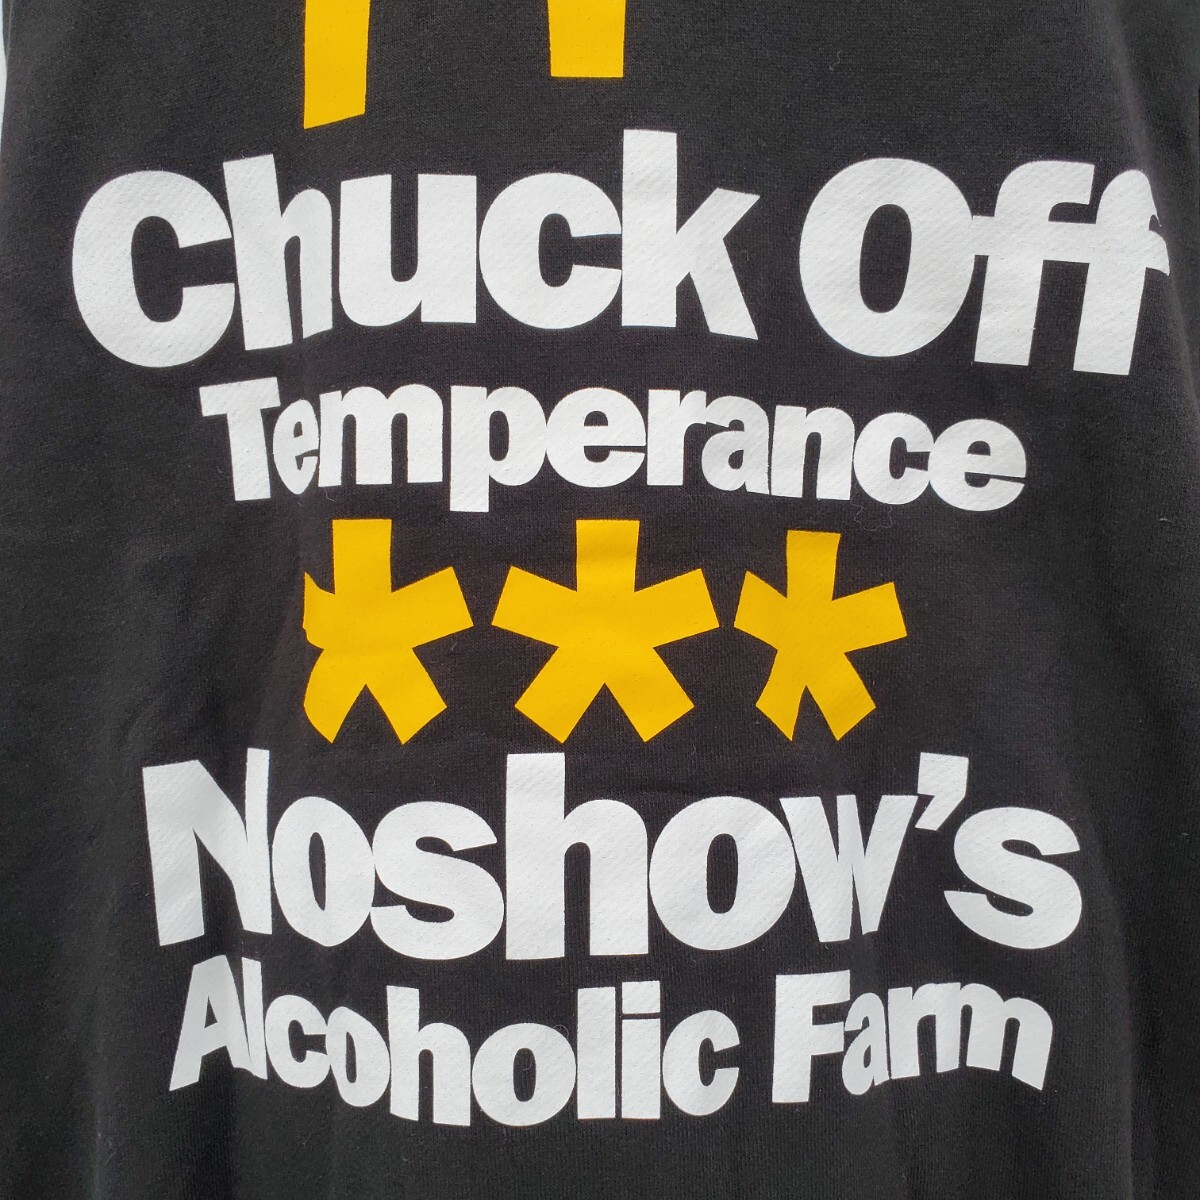 Chuck Off
Temperance
***
Noshow's
Alcoholic Farm